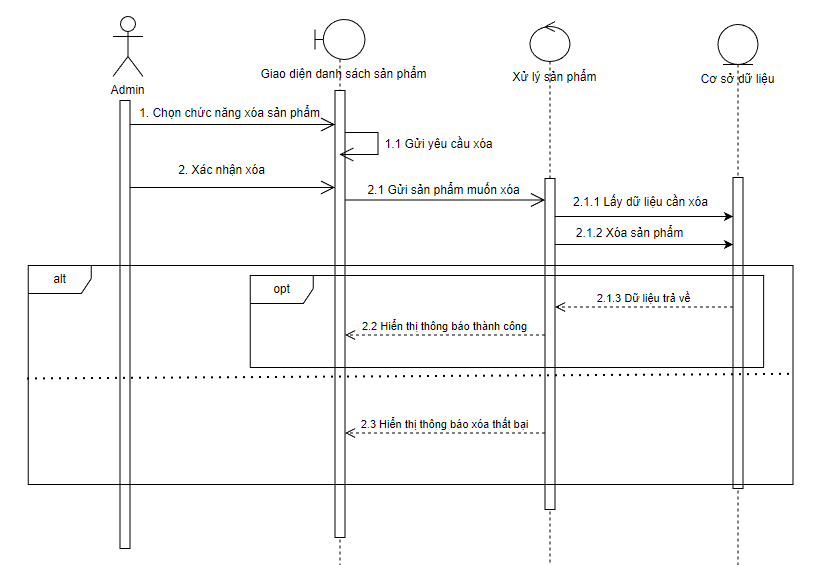 Admin
Giao diện danh sách sản phẩm
Xử lý sản phẩm
Cơ sở dữ liệu
1. Chọn chức năng xóa sản phẩm
1.1 Gửi yêu cầu xóa
2. Xác nhận xóa
2.1 Gửi sản phẩm muốn xóa
2.1.1 Lấy dữ liệu cần xóa
2.1.2 Xóa sản phẩm
alt
opt
2.1.3 Dữ liệu trả về
2.2 Hiển thị thông báo thành công
2.3 Hiển thị thông báo xóa thất bại